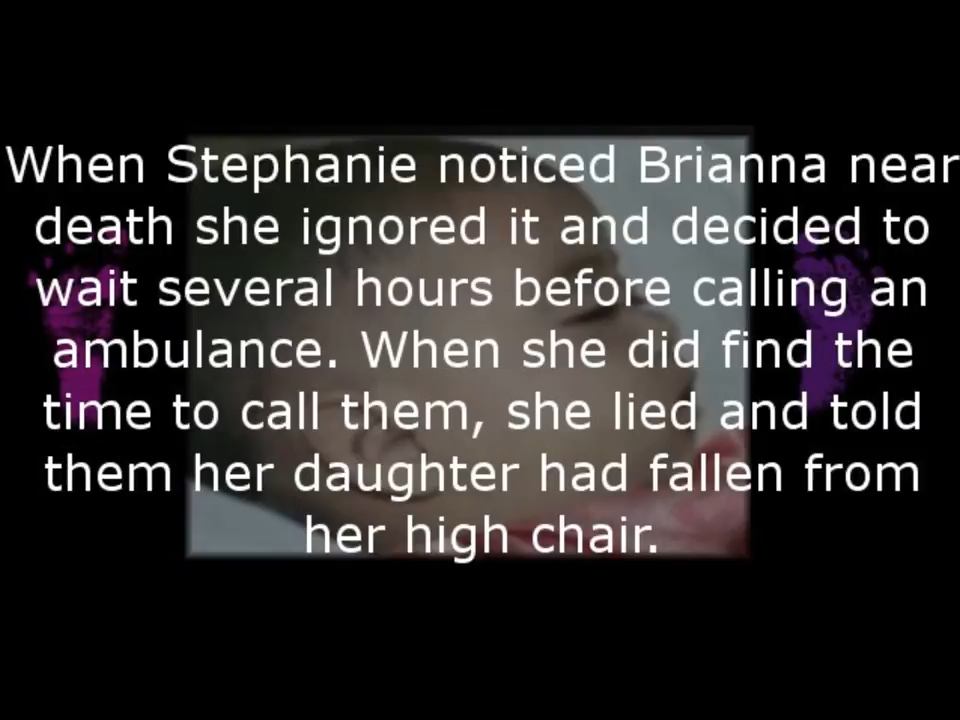 When Stephanie noticed Brianna near
death she ignored it and decided to
wait several hours before calling an
ambulance. When she did find the
time to call them, she lied and told
them her daughter had fallen from
her high chair.